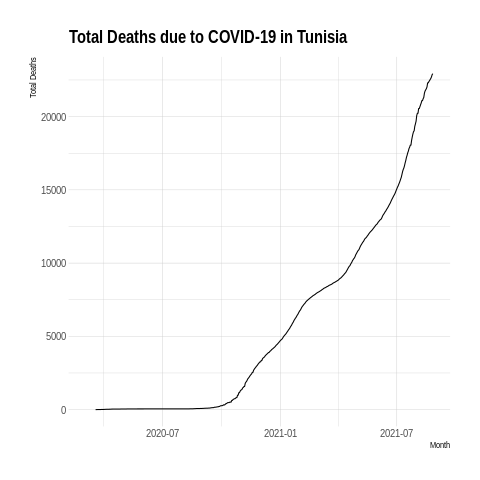 Total Deaths due to COVID-19 in Tunisia
Total Deaths
20000
15000
10000
5000
0
2020-07 2021-01 2021-07
Month